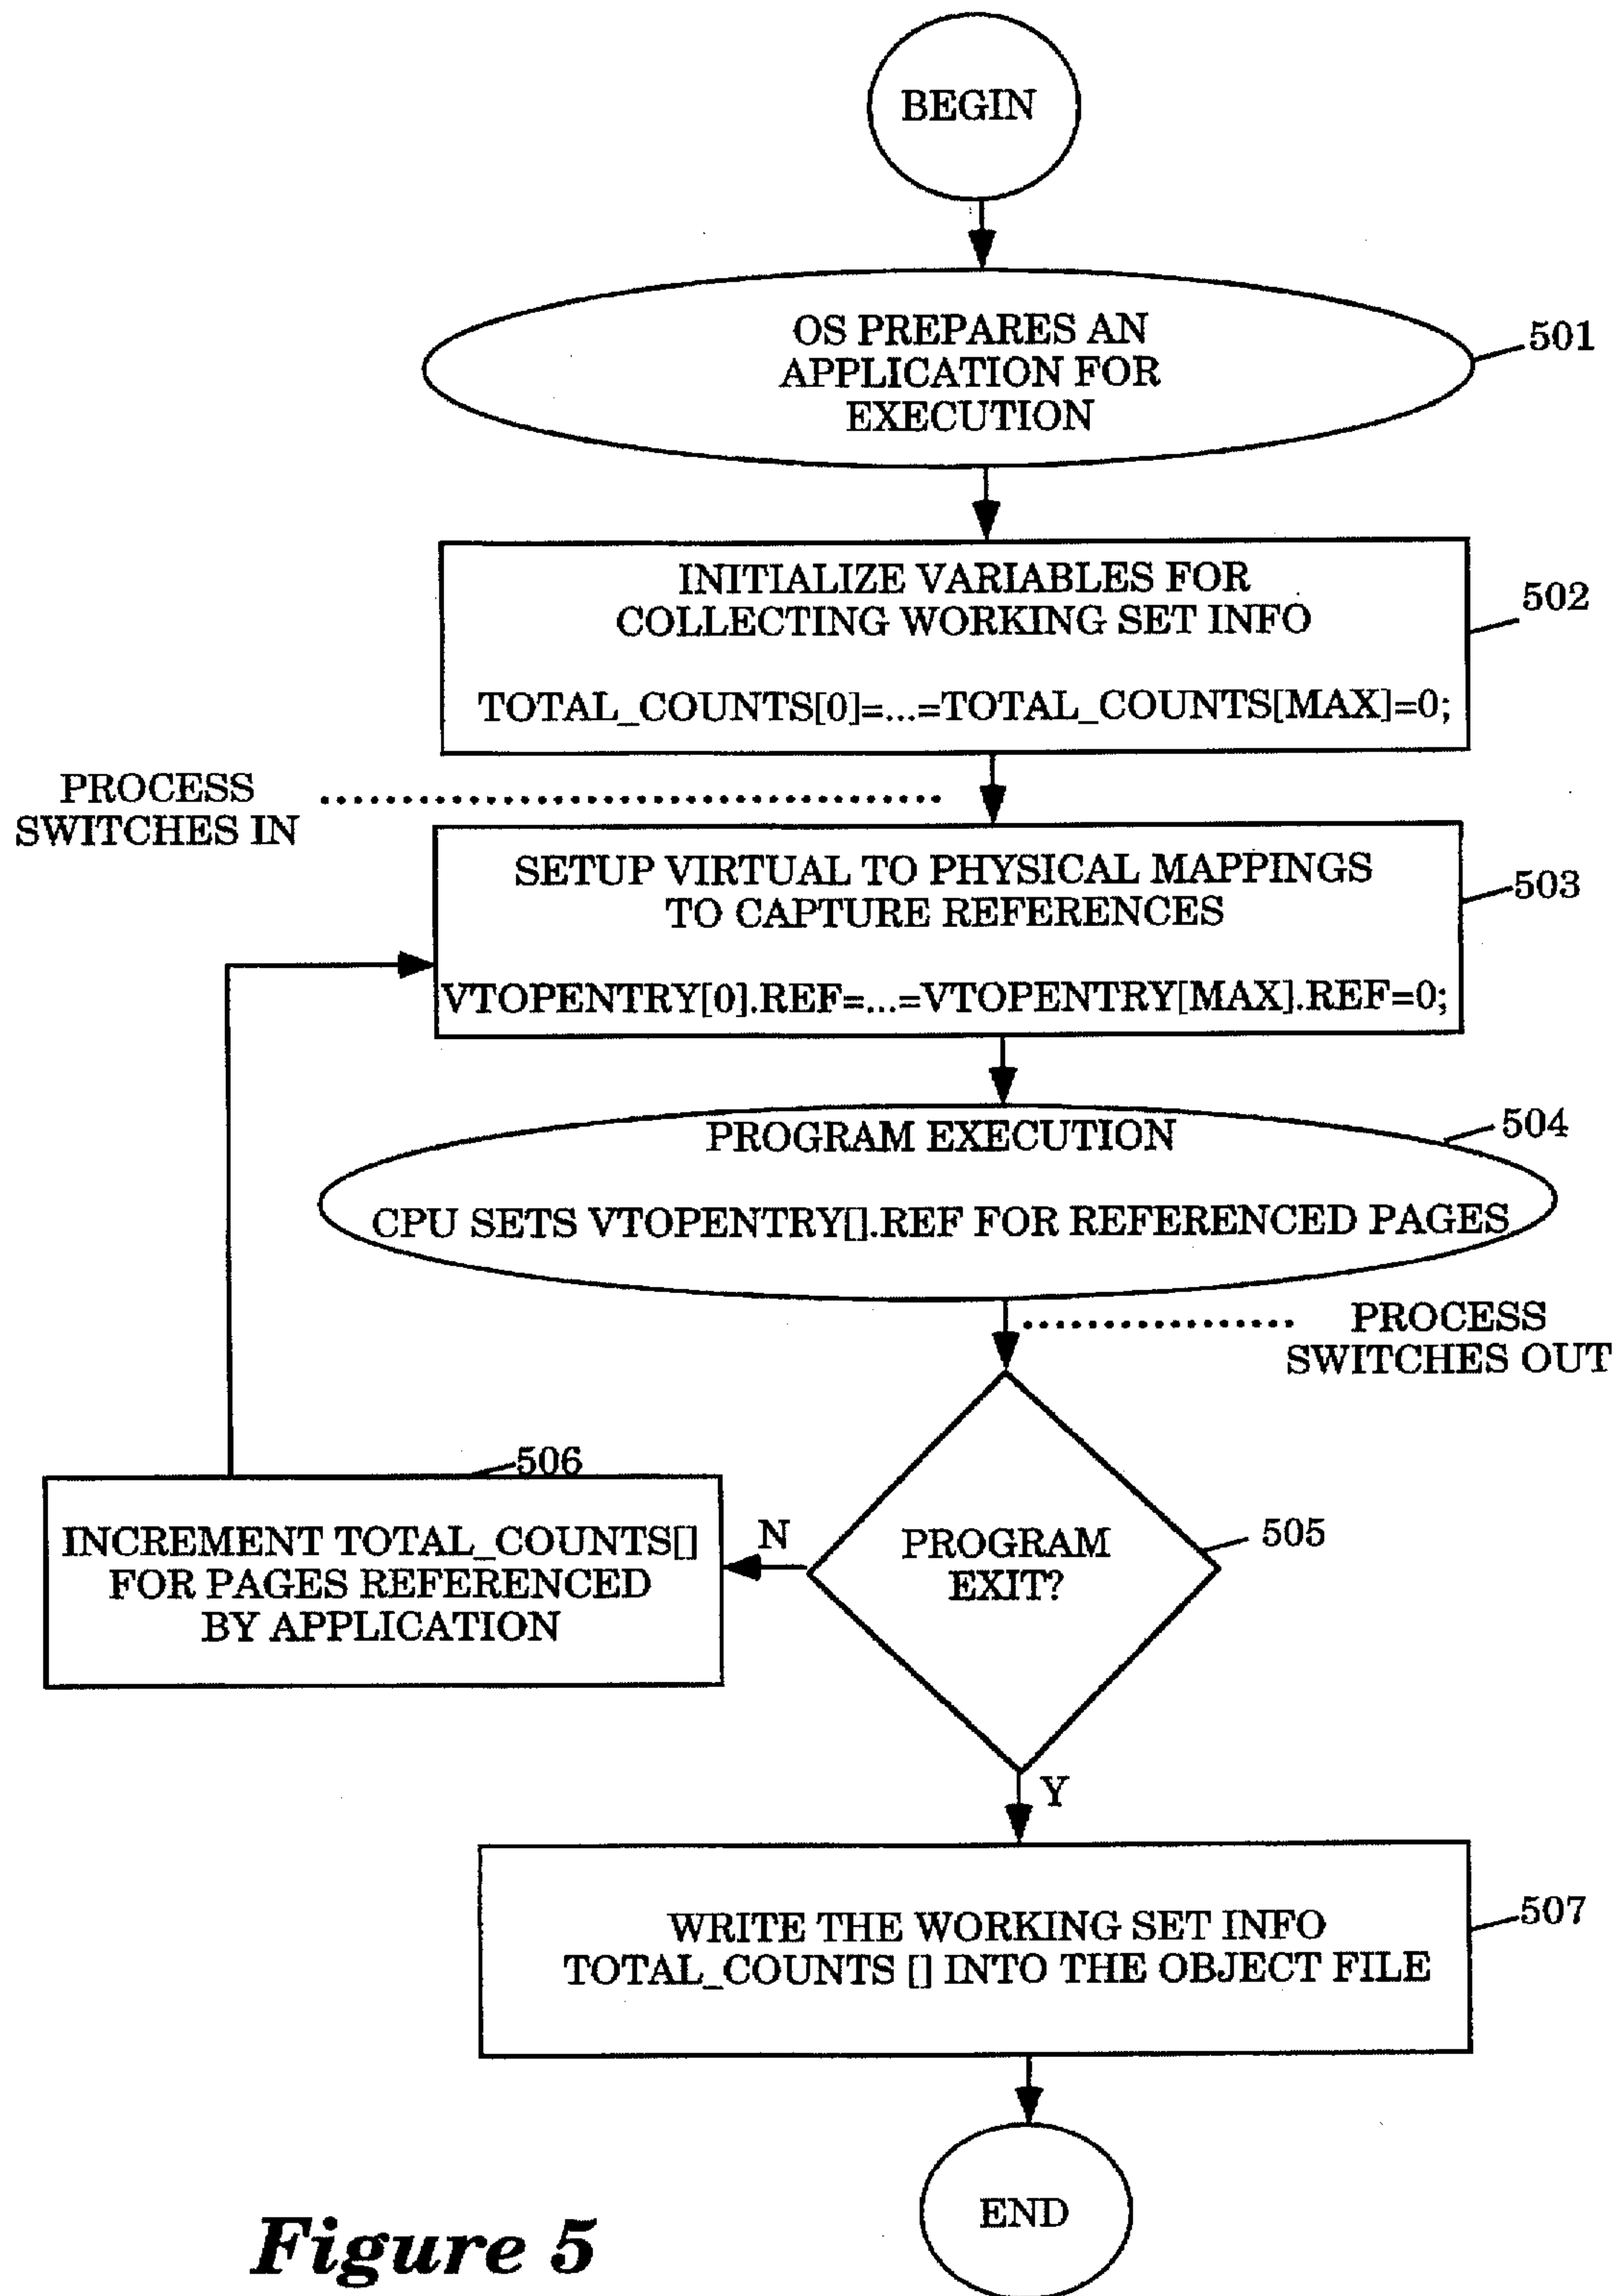 BEGIN
OS PREPARES AN
APPLICATION FOR
EXECUTION
501
INITIALIZE VARIABLES FOR
COLLECTING WORKING SET INFO
TOTAL_COUNTS[0]=...=TOTAL_COUNTS[MAX]=0;
502
PROCESS
SWITCHES IN
SETUP VIRTUAL TO PHYSICAL MAPPINGS
TO CAPTURE REFERENCES
VTOPENTRY[0].REF=...=VTOPENTRY[MAX].REF=0;
503
PROGRAM EXECUTION
CPU SETS VTOPENTRY[].REF FOR REFERENCED PAGES
504
PROCESS
SWITCHES OUT
506
INCREMENT TOTAL_COUNTS[]
FOR PAGES REFERENCED
BY APPLICATION
N
PROGRAM
EXIT?
505
Y
WRITE THE WORKING SET INFO
TOTAL_COUNTS [] INTO THE OBJECT FILE
507
END
Figure 5